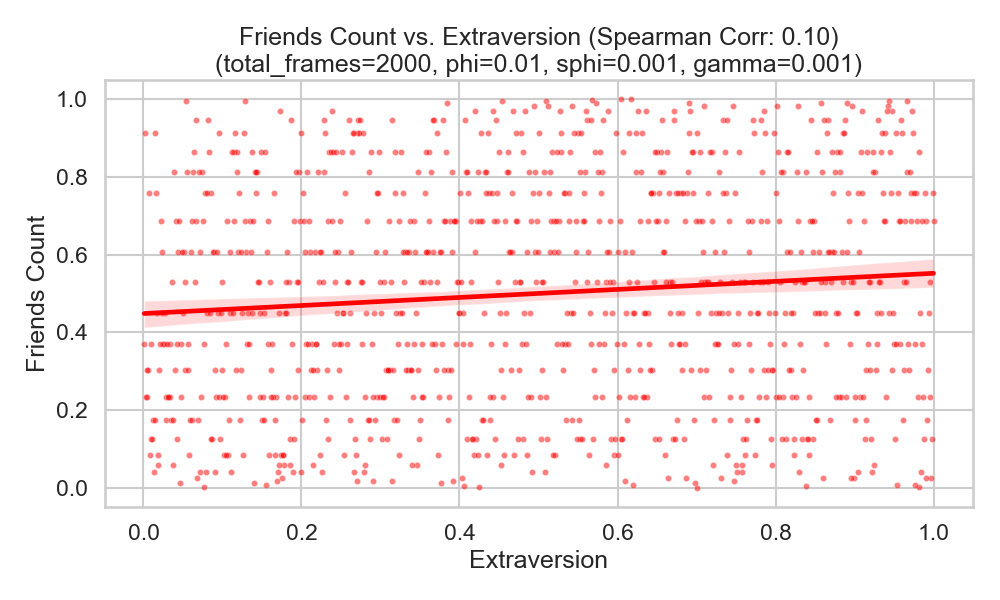 Friends Count vs. Extraversion (Spearman Corr: 0.10)
(total_frames=2000, phi=0.01, sphi=0.001, gamma=0.001)
Friends Count
1.0
0.8
0.6
0.4
0.2
0.0
0.0 0.2 0.4 0.6 0.8 1.0
Extraversion